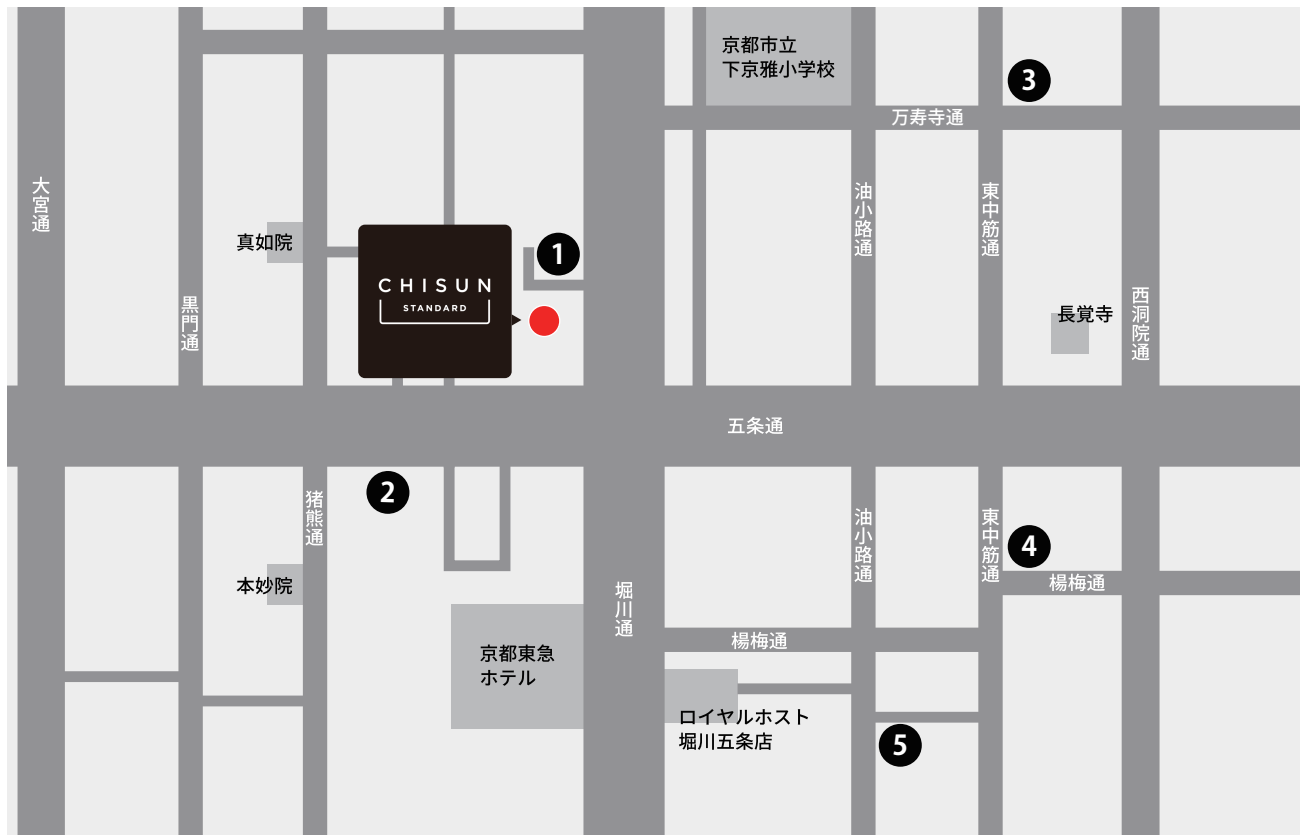 京都市立
下京雅小学校
3
万寿寺通
大宮通
油小路通
東中筋通
真如院
1
CHISUN
STANDARD
黒門通
西洞院通
長覚寺
五条通
2
猪熊通
油小路通
東中筋通
4
本妙院
堀川通
楊梅通
楊梅通
京都東急
ホテル
ロイヤルホスト
堀川五条店
5